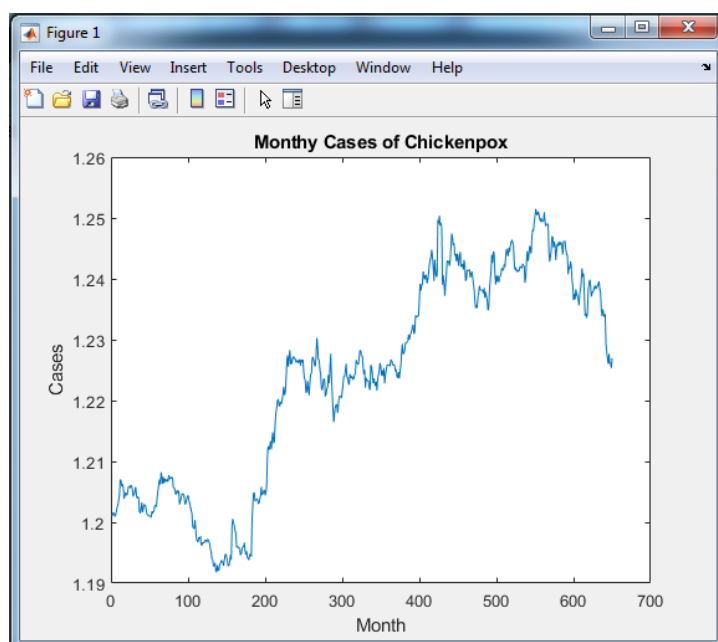 Figure 1
File Edit View Insert Tools Desktop Window Help
Monthy Cases of Chickenpox
1.26
1.25
1.24
1.23
1.22
1.21
1.2
1.19
Cases
0 100 200 300 400 500 600 700
Month